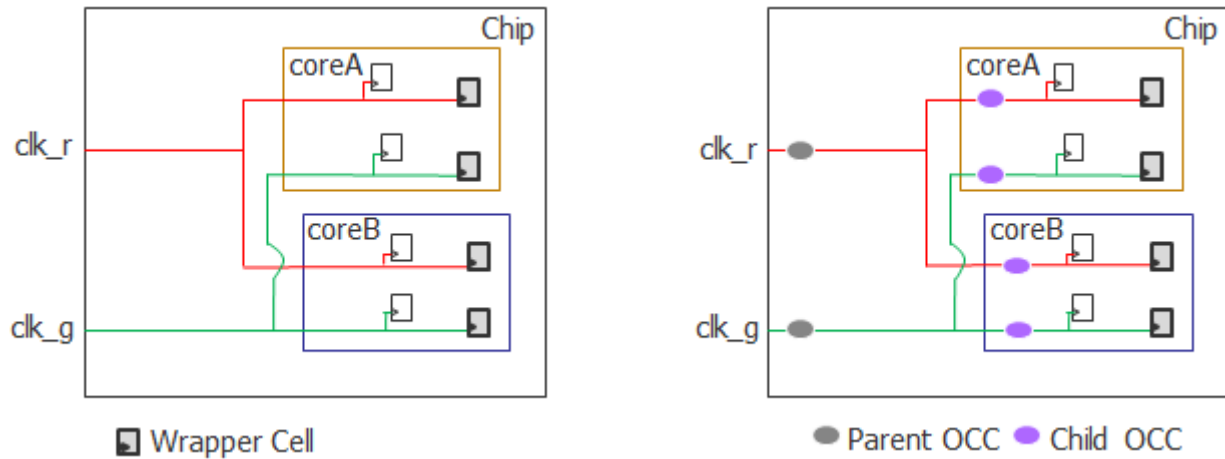 Chip
coreA
clk_r
coreB
clk_g
Wrapper Cell
Chip
coreA
clk_r
coreB
clk_g
Parent OCC
Child OCC